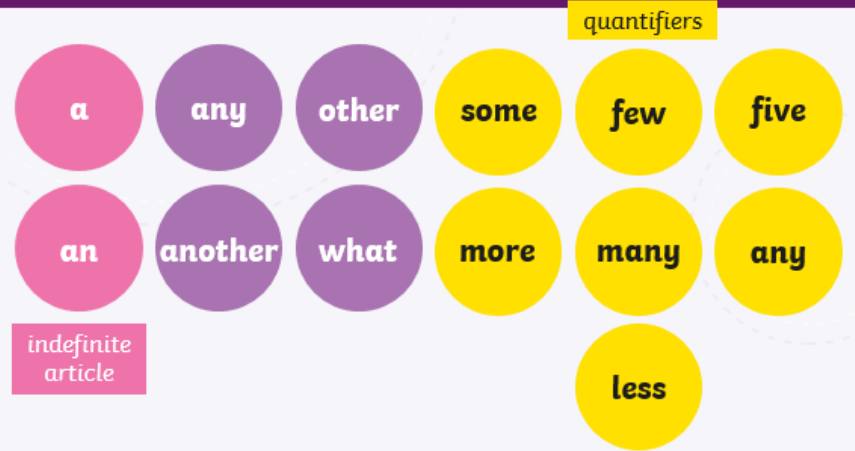 quantifiers
a any other some few five
an another what more many any
indefinite
article
less